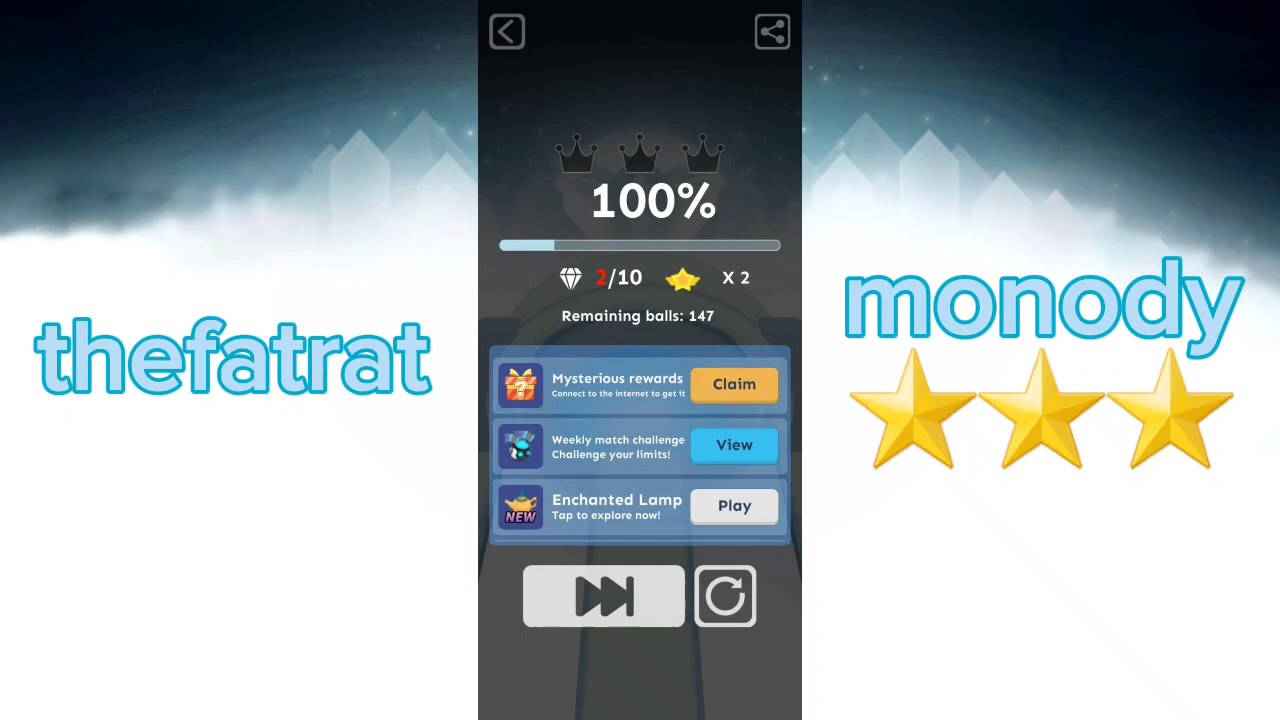 thefatrat
100%
2/10
X 2
Remaining balls: 147
Mysterious rewards
Connect to the internet to get it
Claim
Weekly match challenge
Challenge your limits!
View
NEW
Enchanted Lamp
Tap to explore now!
Play
monody